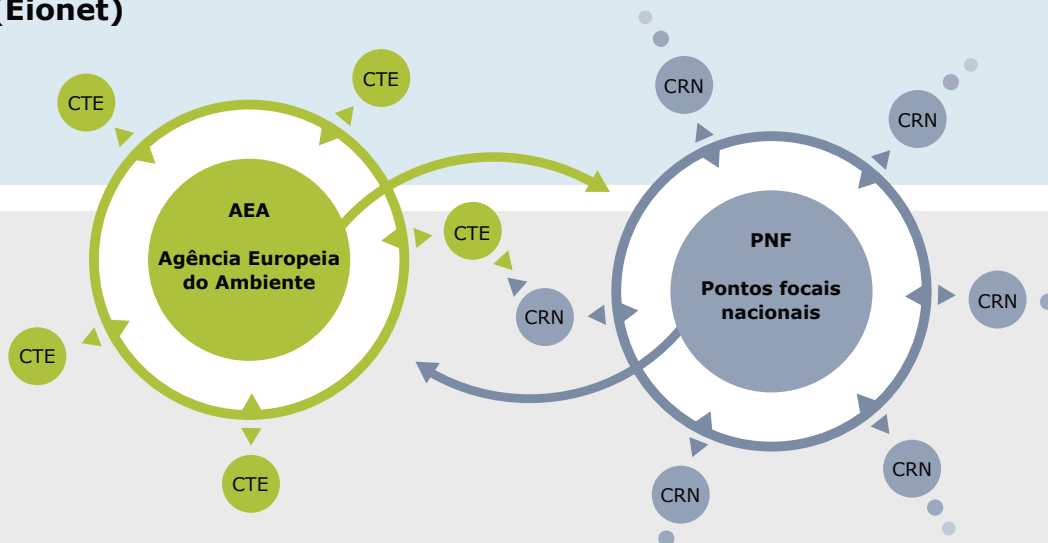 (Eionet)
CTE
CTE
CTE
CTE
CTE
AEA
Agência Europeia
do Ambiente
CRN
CRN
CRN
CRN
CRN
CRN
PNF
Pontos focais
nacionais